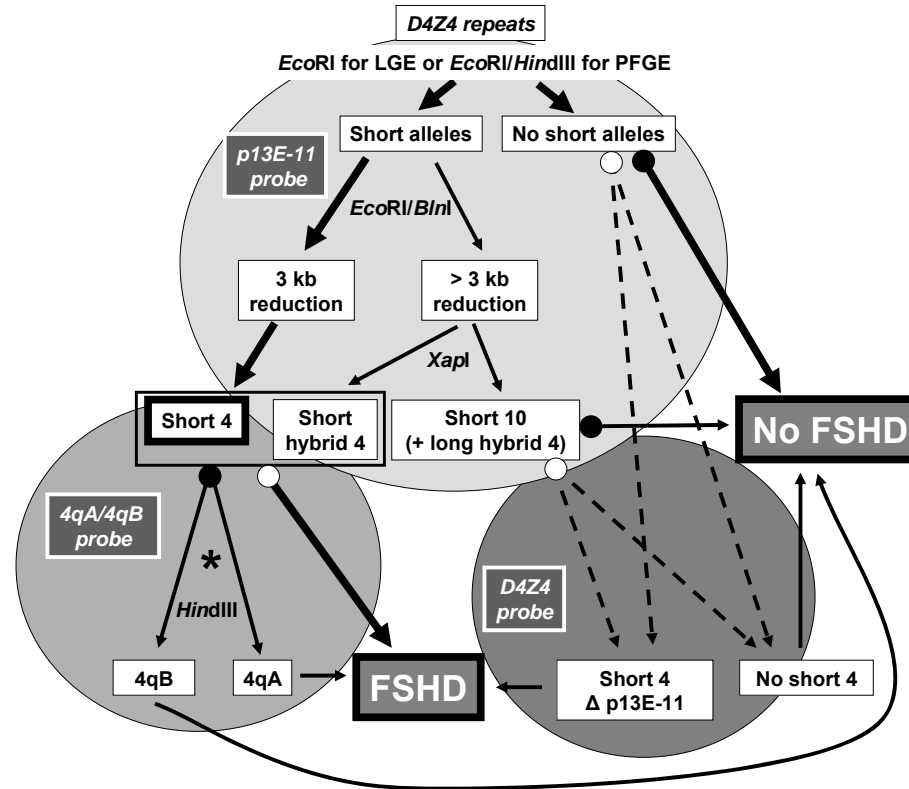 D4Z4 repeats
EcoRI for LGE or EcoRI/HindIII for PFGE
Short alleles
No short alleles
p13E-11
probe
EcoRI/BlnI
3 kb
reduction
> 3 kb
reduction
XapI
Short 4
Short
hybrid 4
Short 10
(+ long hybrid 4)
No FSHD
4qA/4qB
probe
*
HindIII
D4Z4
probe
4qB
4qA
FSHD
Short 4
Δ p13E-11
No short 4